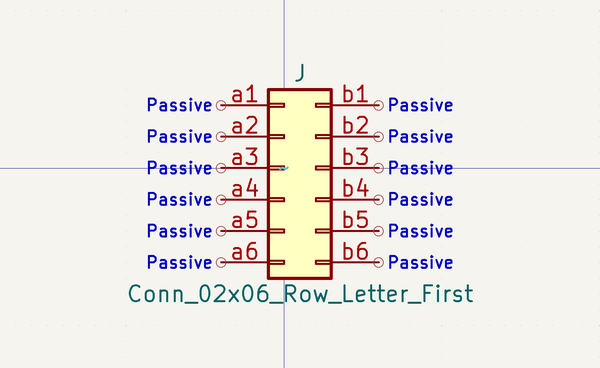 J
Passive a1 b1 Passive
Passive a2 b2 Passive
Passive a3 b3 Passive
Passive a4 b4 Passive
Passive a5 b5 Passive
Passive a6 b6 Passive
Conn_02x06_Row_Letter_First